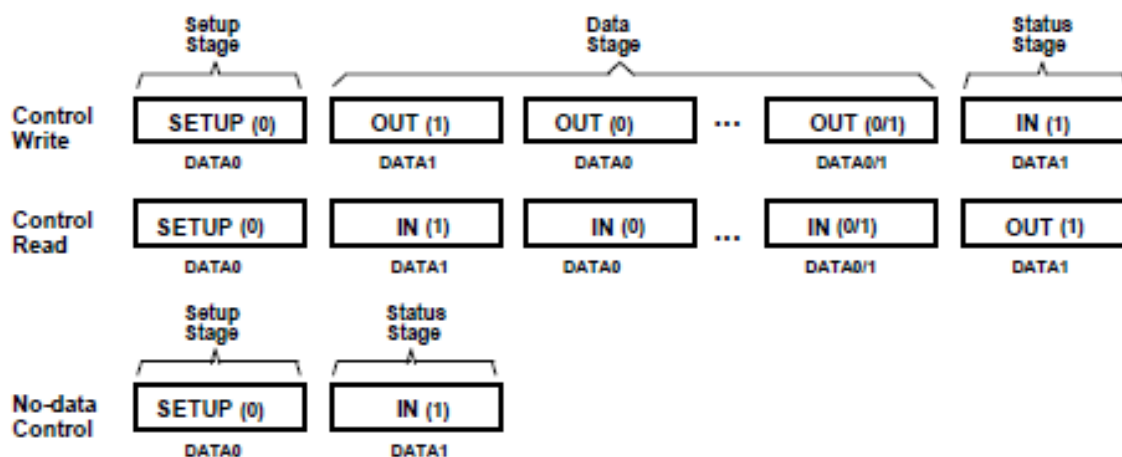 Setup
Stage
Data
Stage
Status
Stage
Control
Write
SETUP (0)
OUT (1)
OUT (0)
...
OUT (0/1)
IN (1)
DATA0
DATA1
DATA0
DATA0/1
DATA1
Control
Read
SETUP (0)
IN (1)
IN (0)
...
IN (0/1)
OUT (1)
DATA0
DATA1
DATA0
DATA0/1
DATA1
Setup
Stage
Status
Stage
No-data
Control
SETUP (0)
IN (1)
DATA0
DATA1